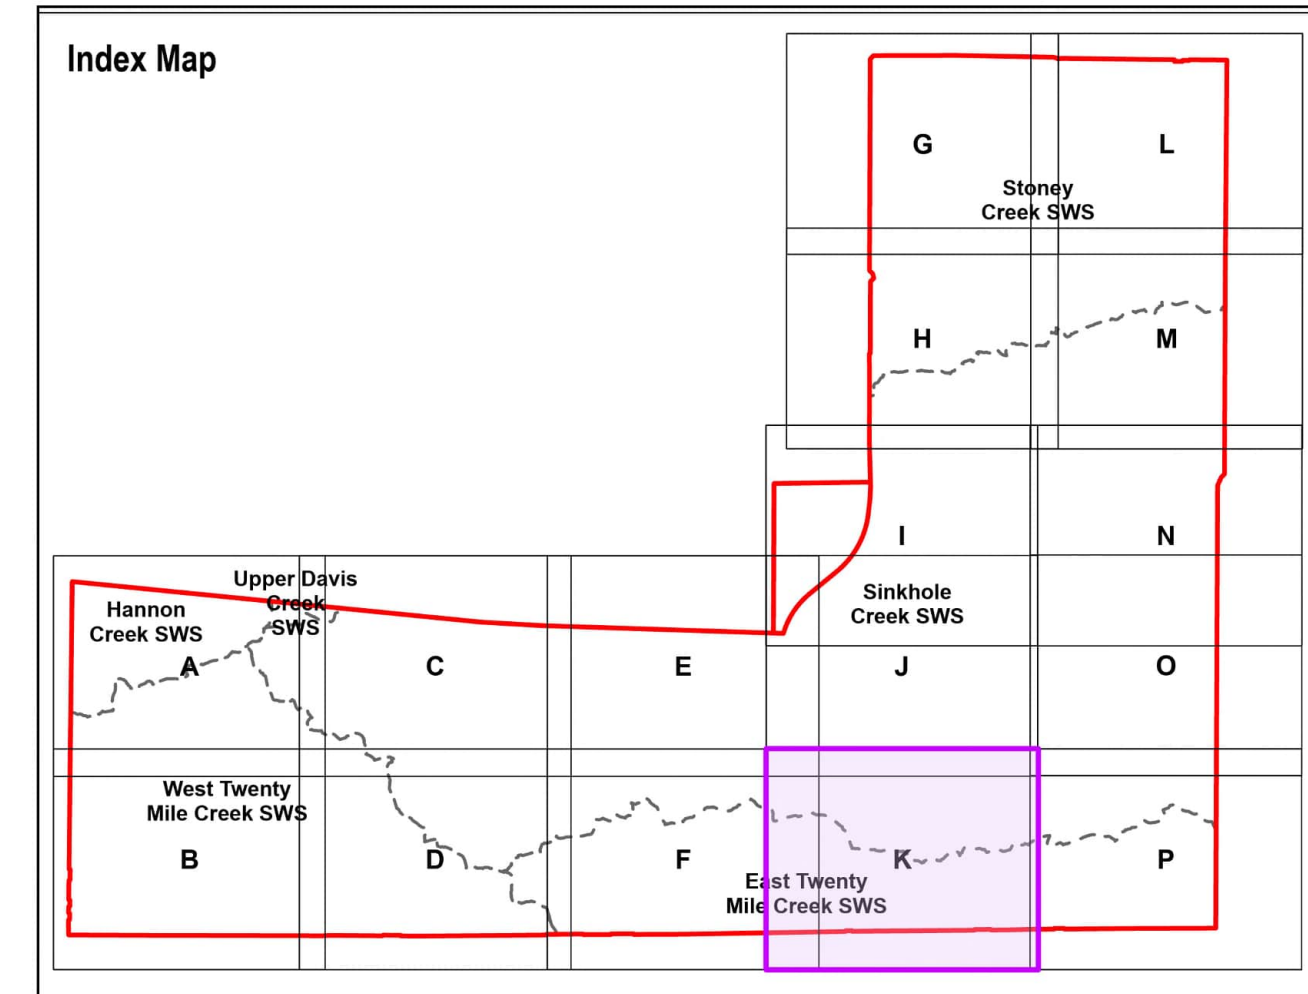 Index Map
G
L
Stoney
Creek SWS
H
M
I
N
Sinkhole
Creek SWS
Upper Davis
Creek
SWS
Hannon
Creek SWS
A
C
E
J
O
West Twenty
Mile Creek SWS
B
D
F
K
P
East Twenty
Mile Creek SWS